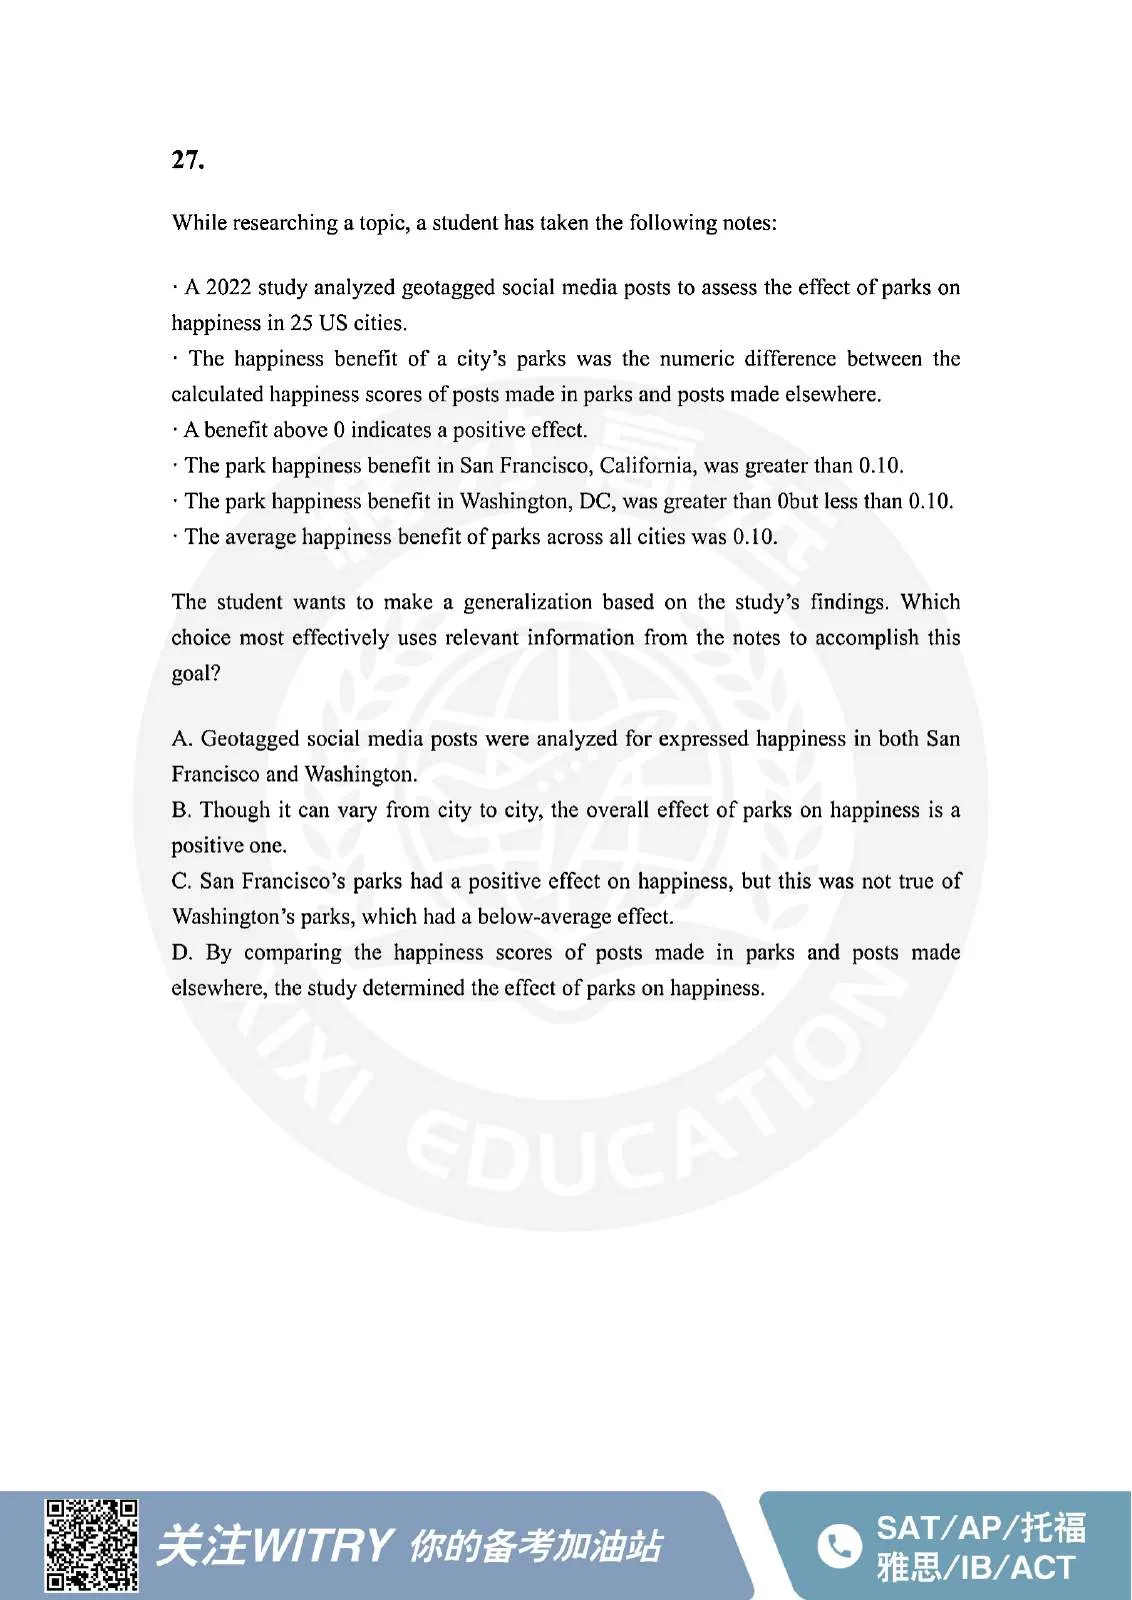 27.
While researching a topic, a student has taken the following notes:
· A 2022 study analyzed geotagged social media posts to assess the effect of parks on
happiness in 25 US cities.
· The happiness benefit of a city's parks was the numeric difference between the
calculated happiness scores of posts made in parks and posts made elsewhere.
· A benefit above 0 indicates a positive effect.
· The park happiness benefit in San Francisco, California, was greater than 0.10.
· The park happiness benefit in Washington, DC, was greater than 0but less than 0.10.
· The average happiness benefit of parks across all cities was 0.10.
The student wants to make a generalization based on the study's findings. Which
choice most effectively uses relevant information from the notes to accomplish this
goal?
A. Geotagged social media posts were analyzed for expressed happiness in both San
Francisco and Washington.
B. Though it can vary from city to city, the overall effect of parks on happiness is a
positive one.
C. San Francisco's parks had a positive effect on happiness, but this was not true of
Washington's parks, which had a below-average effect.
D. By comparing the happiness scores of posts made in parks and posts made
elsewhere, the study determined the effect of parks on happiness.
XIXI EDUCATION
关注WITRY 你的备考加油站
SAT/AP/托福
雅思/IB/ACT